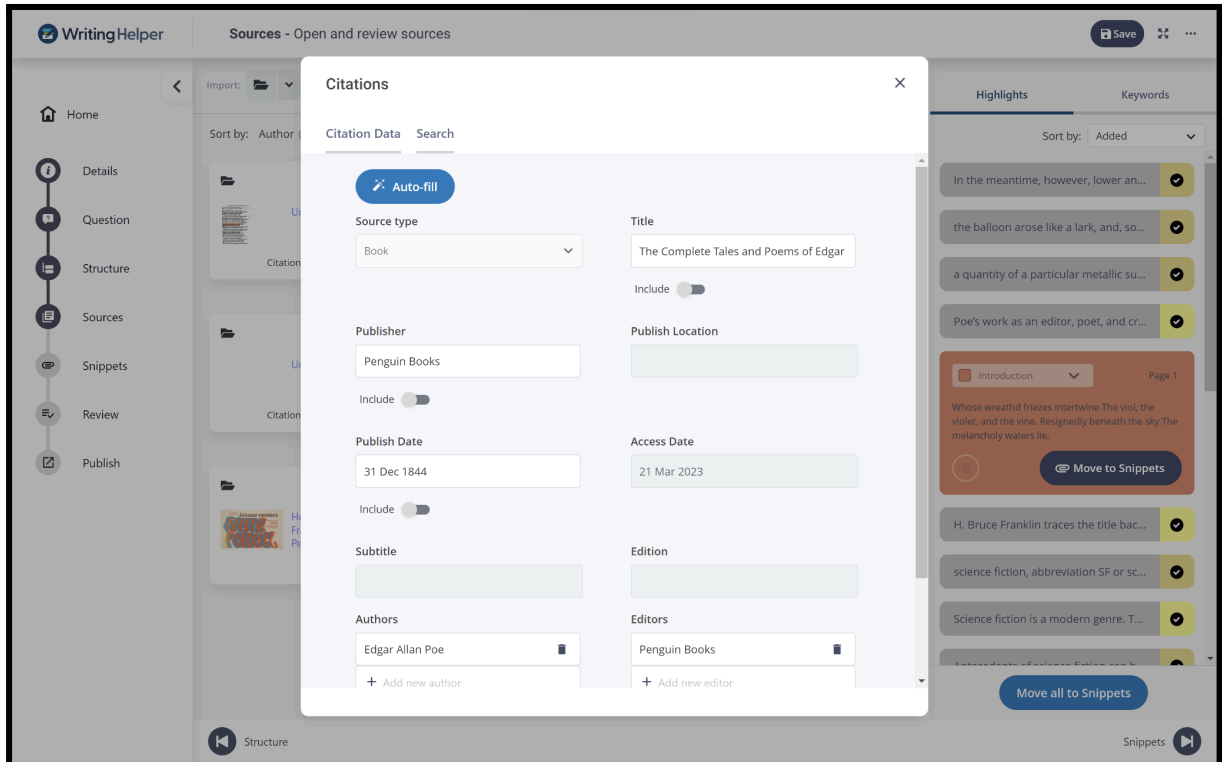 WritingHelper
Sources - Open and review sources
Save
Home
Details
Question
Structure
Sources
Snippets
Review
Publish
Import:
Sort by: Author
Citation
Citation
Citations
Citation Data
Search
Auto-fill
Source type
Book
Title
The Complete Tales and Poems of Edgar
Include
Publisher
Penguin Books
Include
Publish Location
Publish Date
31 Dec 1844
Include
Access Date
21 Mar 2023
Subtitle
Edition
Authors
Edgar Allan Poe
+ Add new author
Editors
Penguin Books
+ Add new editor
Highlights
Keywords
Sort by: Added
In the meantime, however, lower an...
the balloon arose like a lark, and, so...
a quantity of a particular metallic su...
Poe's work as an editor, poet, and cr...
Introduction
Page 1
Whose wreathd friezes intertwine The viol, the
violet, and the vine. Resignedly beneath the sky The
melancholy waters lie.
Move to Snippets
H. Bruce Franklin traces the title bac...
science fiction, abbreviation SF or sc...
Science fiction is a modern genre. T...
Antecedents of science fiction can b...
Move all to Snippets
Structure
Snippets